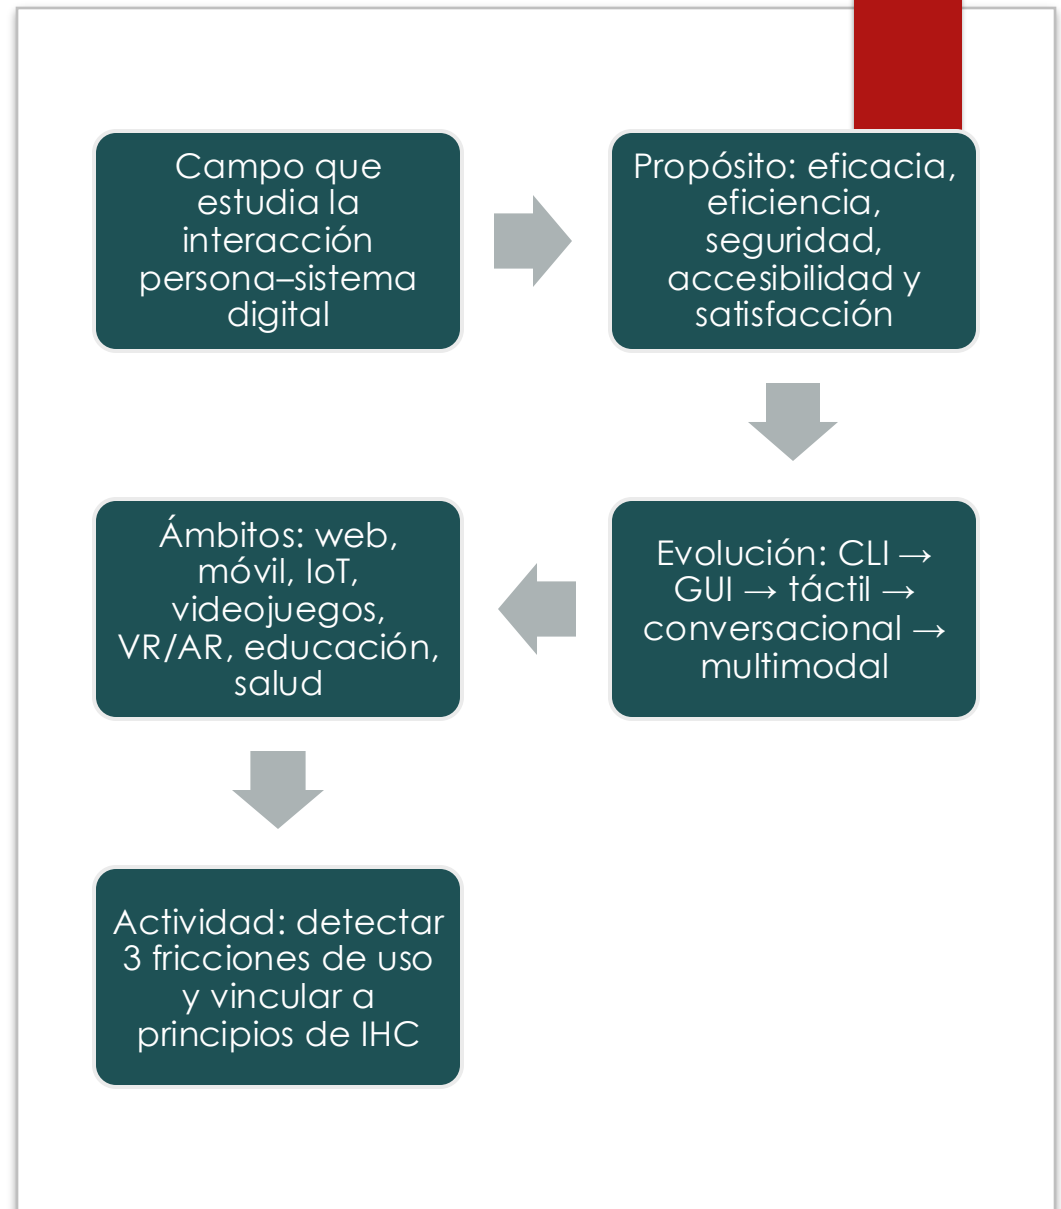 Campo que
estudia la
interacción
persona–sistema
digital
Propósito: eficacia,
eficiencia,
seguridad,
accesibilidad y
satisfacción
Evolución: CLI →
GUI → táctil →
conversacional →
multimodal
Ámbitos: web,
móvil, IoT,
videojuegos,
VR/AR, educación,
salud
Actividad: detectar
3 fricciones de uso
y vincular a
principios de IHC